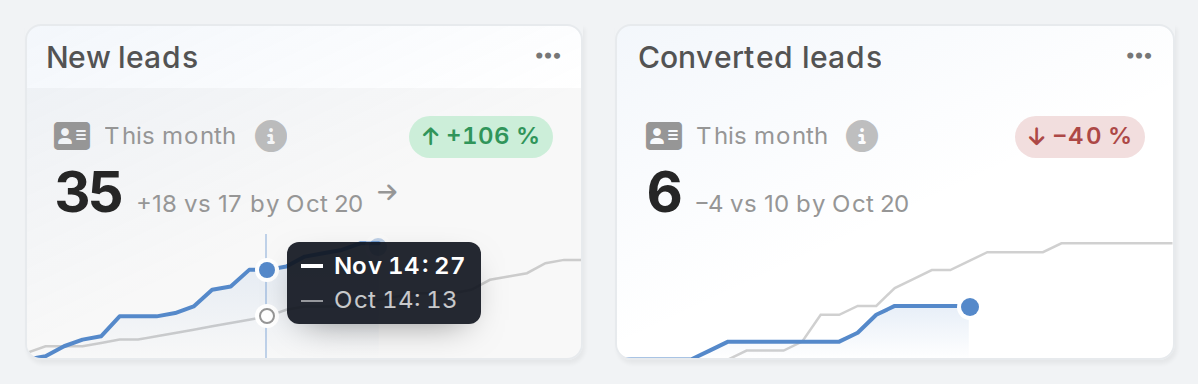 New leads
This month
↑ +106 %
35 +18 vs 17 by Oct 20 →
Nov 14: 27
Oct 14: 13
Converted leads
This month
↓ −40 %
6 −4 vs 10 by Oct 20